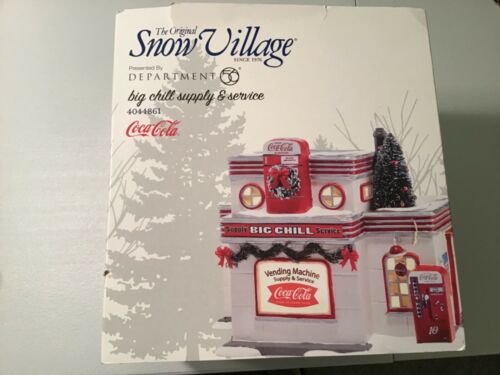 The Original
Snow Village®
SINCE 1976
Presented By
DEPARTMENT 56®
big chill supply & service
4044861
Coca-Cola
Coca-Cola
Supply BIG CHILL Service
Vending Machine
Supply & Service
Coca-Cola
Coca-Cola
10